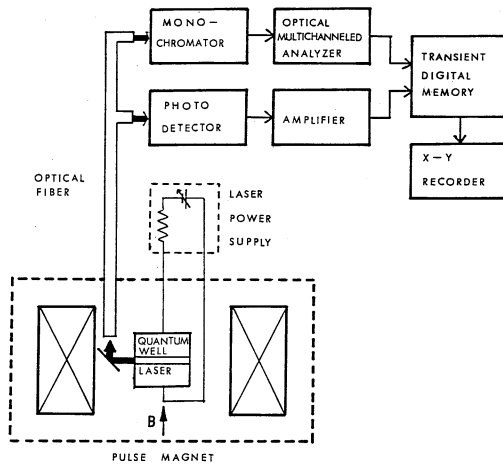 MONO-
CHROMATOR
OPTICAL
MULTICHANNELED
ANALYZER
TRANSIENT
DIGITAL
MEMORY
PHOTO
DETECTOR
AMPLIFIER
X-Y
RECORDER
OPTICAL
FIBER
LASER
POWER
SUPPLY
QUANTUM
WELL
LASER
B
PULSE MAGNET